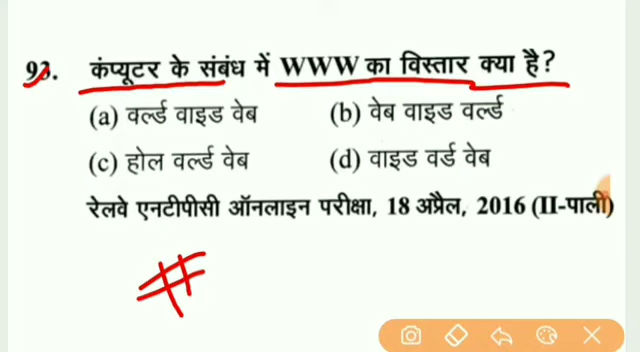 93. कंप्यूटर के संबंध में WWW का विस्तार क्या है?
(a) वर्ल्ड वाइड वेब (b) वेब वाइड वर्ल्ड
(c) होल वर्ल्ड वेब (d) वाइड वर्ड वेब
रेलवे एनटीपीसी ऑनलाइन परीक्षा, 18 अप्रैल, 2016 (II-पाली)
#